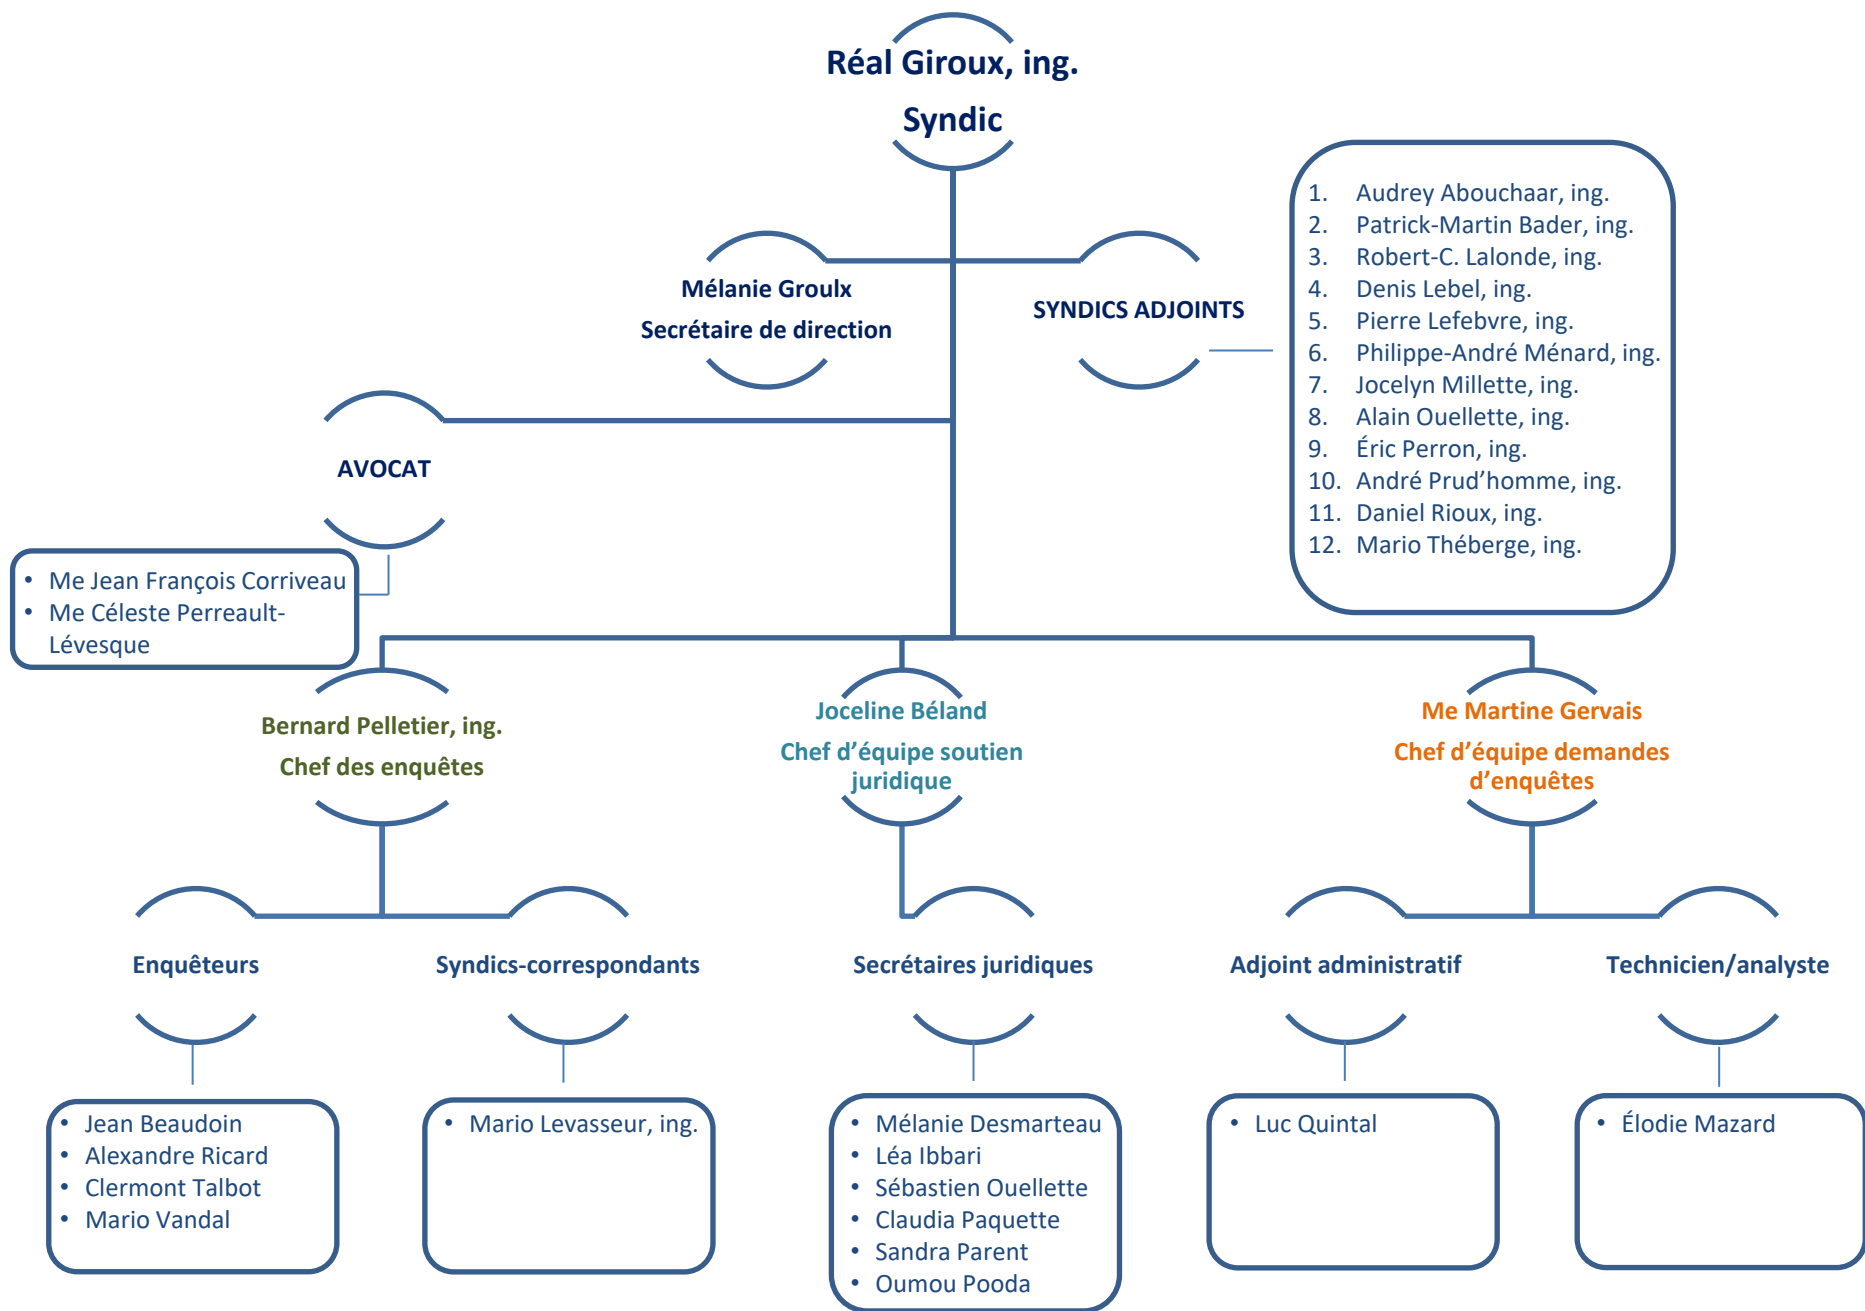 Réal Giroux, ing.
Syndic
Mélanie Groulx
Secrétaire de direction
SYNDICS ADJOINTS
1. Audrey Abouchaar, ing.
2. Patrick-Martin Bader, ing.
3. Robert-C. Lalonde, ing.
4. Denis Lebel, ing.
5. Pierre Lefebvre, ing.
6. Philippe-André Ménard, ing.
7. Jocelyn Millette, ing.
8. Alain Ouellette, ing.
9. Éric Perron, ing.
10. André Prud’homme, ing.
11. Daniel Rioux, ing.
12. Mario Théberge, ing.
AVOCAT
• Me Jean François Corriveau
• Me Céleste Perreault-
Lévesque
Bernard Pelletier, ing.
Chef des enquêtes
Joceline Béland
Chef d’équipe soutien
juridique
Me Martine Gervais
Chef d’équipe demandes
d’enquêtes
Enquêteurs
Syndics-correspondants
Secrétaires juridiques
Adjoint administratif
Technicien/analyste
• Jean Beaudoin
• Alexandre Ricard
• Clermont Talbot
• Mario Vandal
• Mario Levasseur, ing.
• Mélanie Desmarteau
• Léa Ibbari
• Sébastien Ouellette
• Claudia Paquette
• Sandra Parent
• Oumou Pooda
• Luc Quintal
• Élodie Mazard